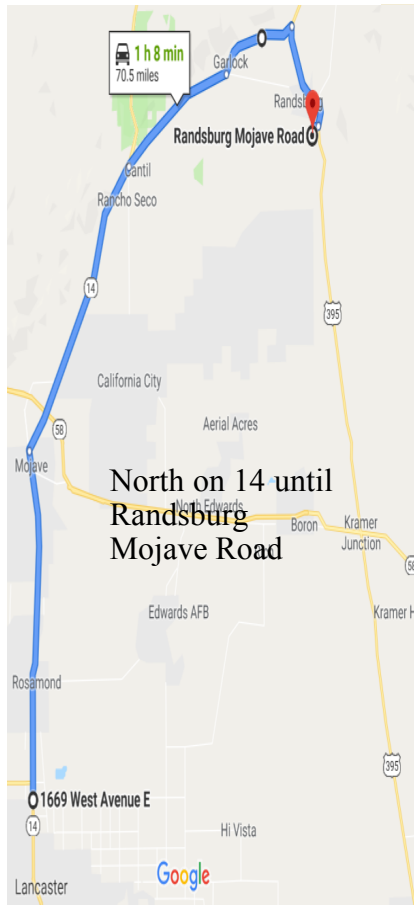 1 h 8 min
70.5 miles
Garlock
Randsburg
Randsburg Mojave Road
Cantil
Rancho Seco
14
395
California City
58
Aerial Acres
Mojave
North on 14 until
Randsburg
Mojave Road
North Edwards
Boron
Kramer
Junction
58
Edwards AFB
Kramer H
Rosamond
395
1669 West Avenue E
14
Hi Vista
Lancaster
Google